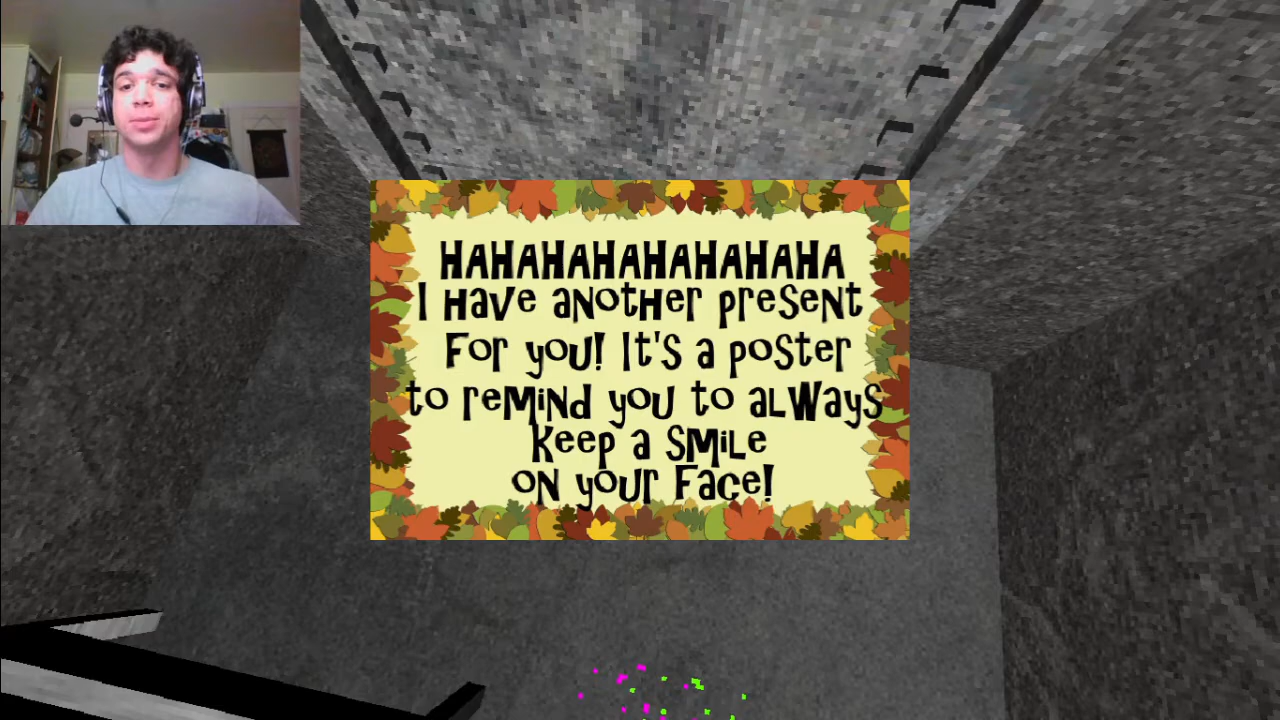 HAHAHAHAHAHAHAHA
I Have another present
For you! It's a poster
to remind you to always
Keep a Smile
on your Face!